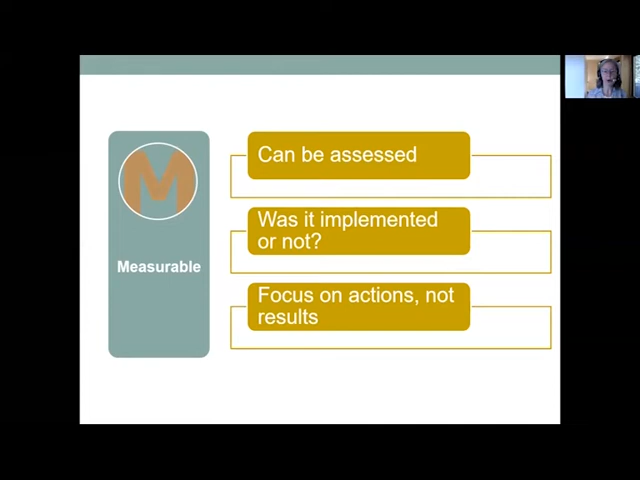 M
Measurable
Can be assessed
Was it implemented
or not?
Focus on actions, not
results